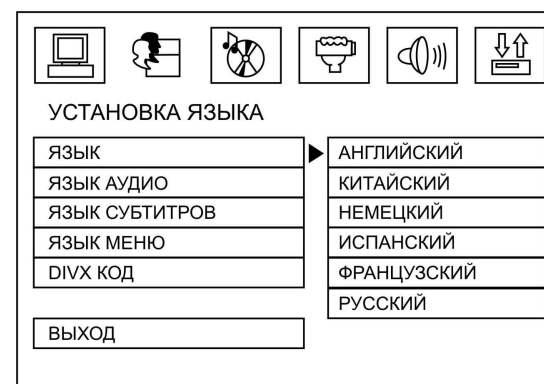 УСТАНОВКА ЯЗЫКА
ЯЗЫК
ЯЗЫК АУДИО
ЯЗЫК СУБТИТРОВ
ЯЗЫК МЕНЮ
DIVX КОД
ВЫХОД
АНГЛИЙСКИЙ
КИТАЙСКИЙ
НЕМЕЦКИЙ
ИСПАНСКИЙ
ФРАНЦУЗСКИЙ
РУССКИЙ